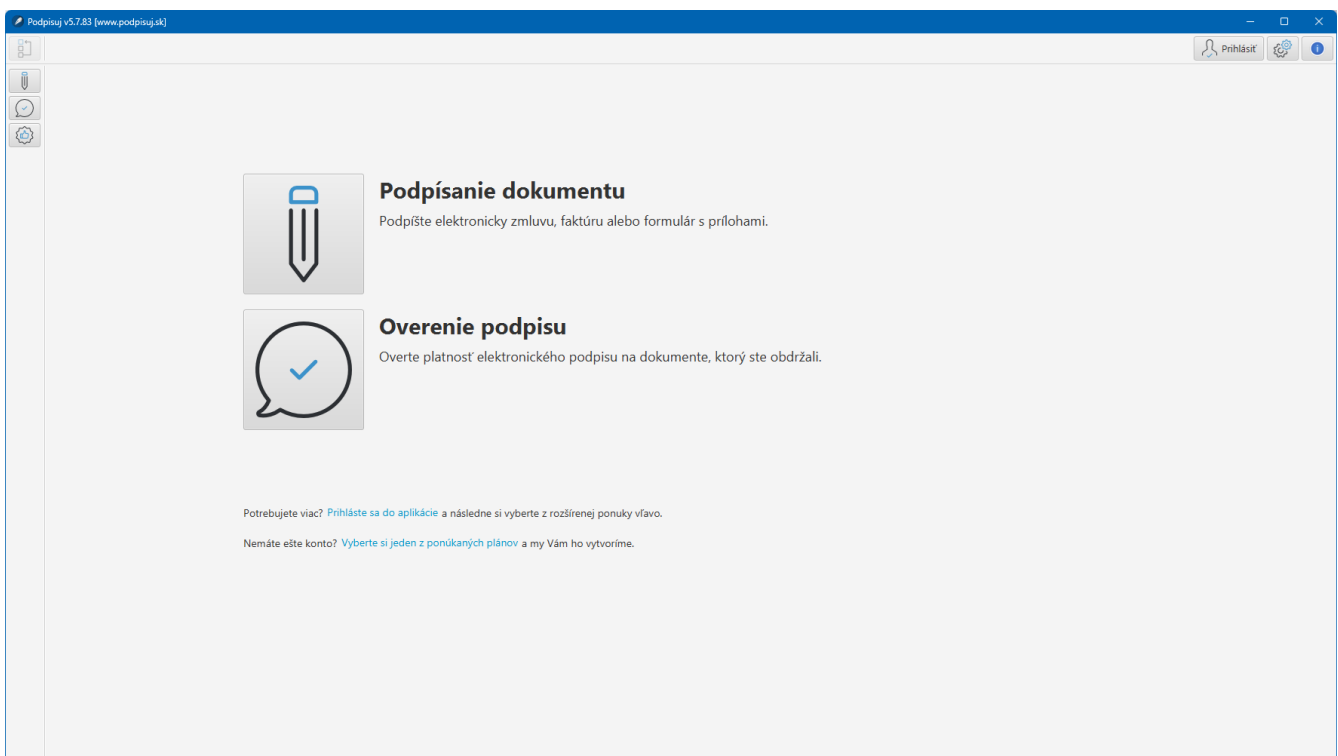 Podpisuj v5.7.83 [www.podpisuj.sk]
Prihlásiť
Podpísanie dokumentu
Podpíšte elektronicky zmluvu, faktúru alebo formulár s prílohami.
Overenie podpisu
Overte platnosť elektronického podpisu na dokumente, ktorý ste obdržali.
Potrebujete viac? Prihláste sa do aplikácie a následne si vyberte z rozšírenej ponuky vľavo.
Nemáte ešte konto? Vyberte si jeden z ponúkaných plánov a my Vám ho vytvoríme.